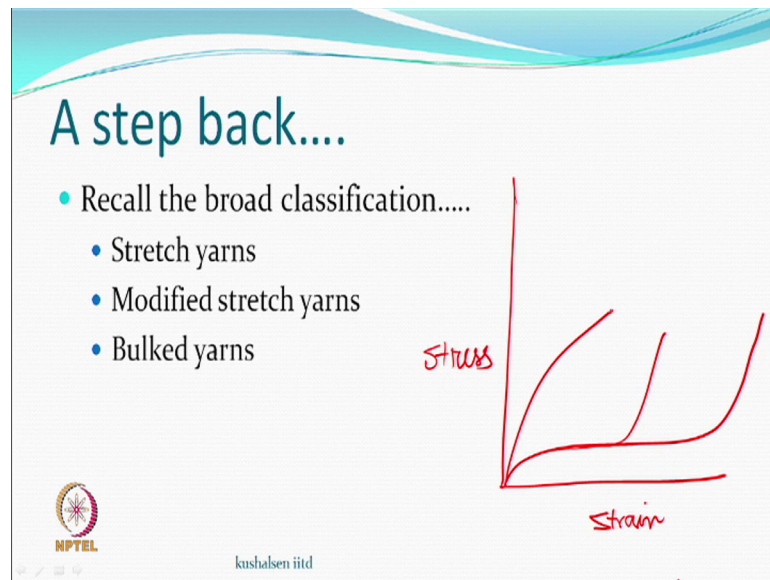 A step back....
Recall the broad classification.....
Stretch yarns
Modified stretch yarns
Bulked yarns
stress
strain
NPTEL
kushalsen iitd